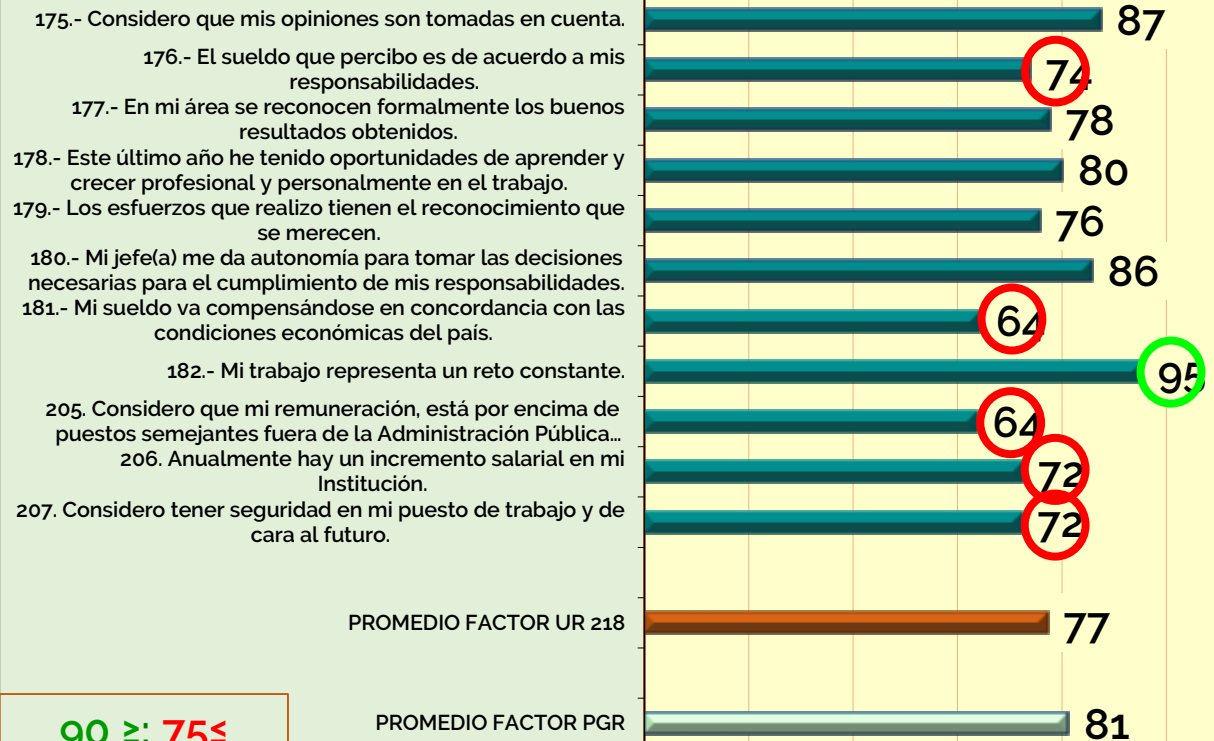 175.- Considero que mis opiniones son tomadas en cuenta.
87
176.- El sueldo que percibo es de acuerdo a mis
responsabilidades.
74
177.- En mi área se reconocen formalmente los buenos
resultados obtenidos.
78
178.- Este último año he tenido oportunidades de aprender y
crecer profesional y personalmente en el trabajo.
80
179.- Los esfuerzos que realizo tienen el reconocimiento que
se merecen.
76
180.- Mi jefe(a) me da autonomía para tomar las decisiones
necesarias para el cumplimiento de mis responsabilidades.
86
181.- Mi sueldo va compensándose en concordancia con las
condiciones económicas del país.
64
182.- Mi trabajo representa un reto constante.
95
205. Considero que mi remuneración, está por encima de
puestos semejantes fuera de la Administración Pública...
64
206. Anualmente hay un incremento salarial en mi
Institución.
72
207. Considero tener seguridad en mi puesto de trabajo y de
cara al futuro.
72
PROMEDIO FACTOR UR 218
77
PROMEDIO FACTOR PGR
81
90 ≥; 75≤